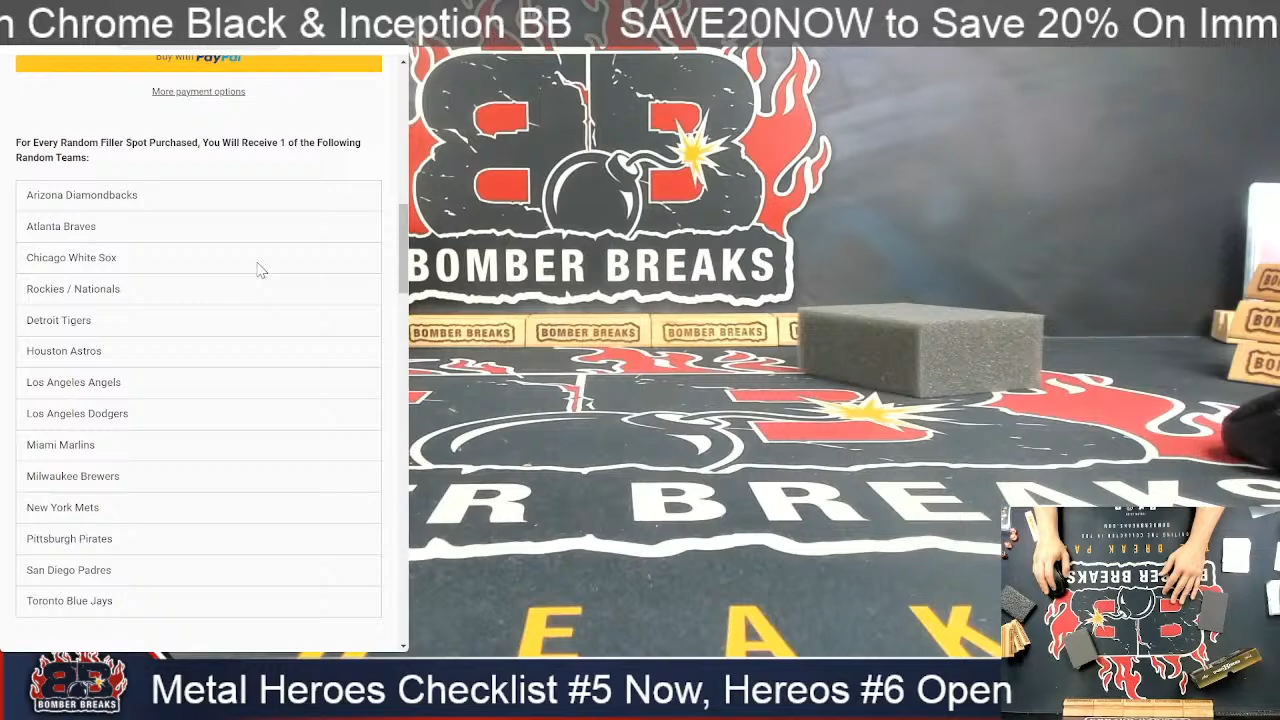 n Chrome Black & Inception BB SAVE20NOW to Save 20% On Imm
Buy with PayPal
More payment options
For Every Random Filler Spot Purchased, You Will Receive 1 of the Following
Random Teams:
Arizona Diamondbacks
Atlanta Braves
Chicago White Sox
Rockies / Nationals
Detroit Tigers
Houston Astros
Los Angeles Angels
Los Angeles Dodgers
Miami Marlins
Milwaukee Brewers
New York Mets
Pittsburgh Pirates
San Diego Padres
Toronto Blue Jays
BB
BOMBER BREAKS
BOMBER BREAKS
BOMBER BREAKS
BOMBER BREAKS
R BREAKS
E A K
BOMBER BREAKS
Metal Heroes Checklist #5 Now, Hereos #6 Open